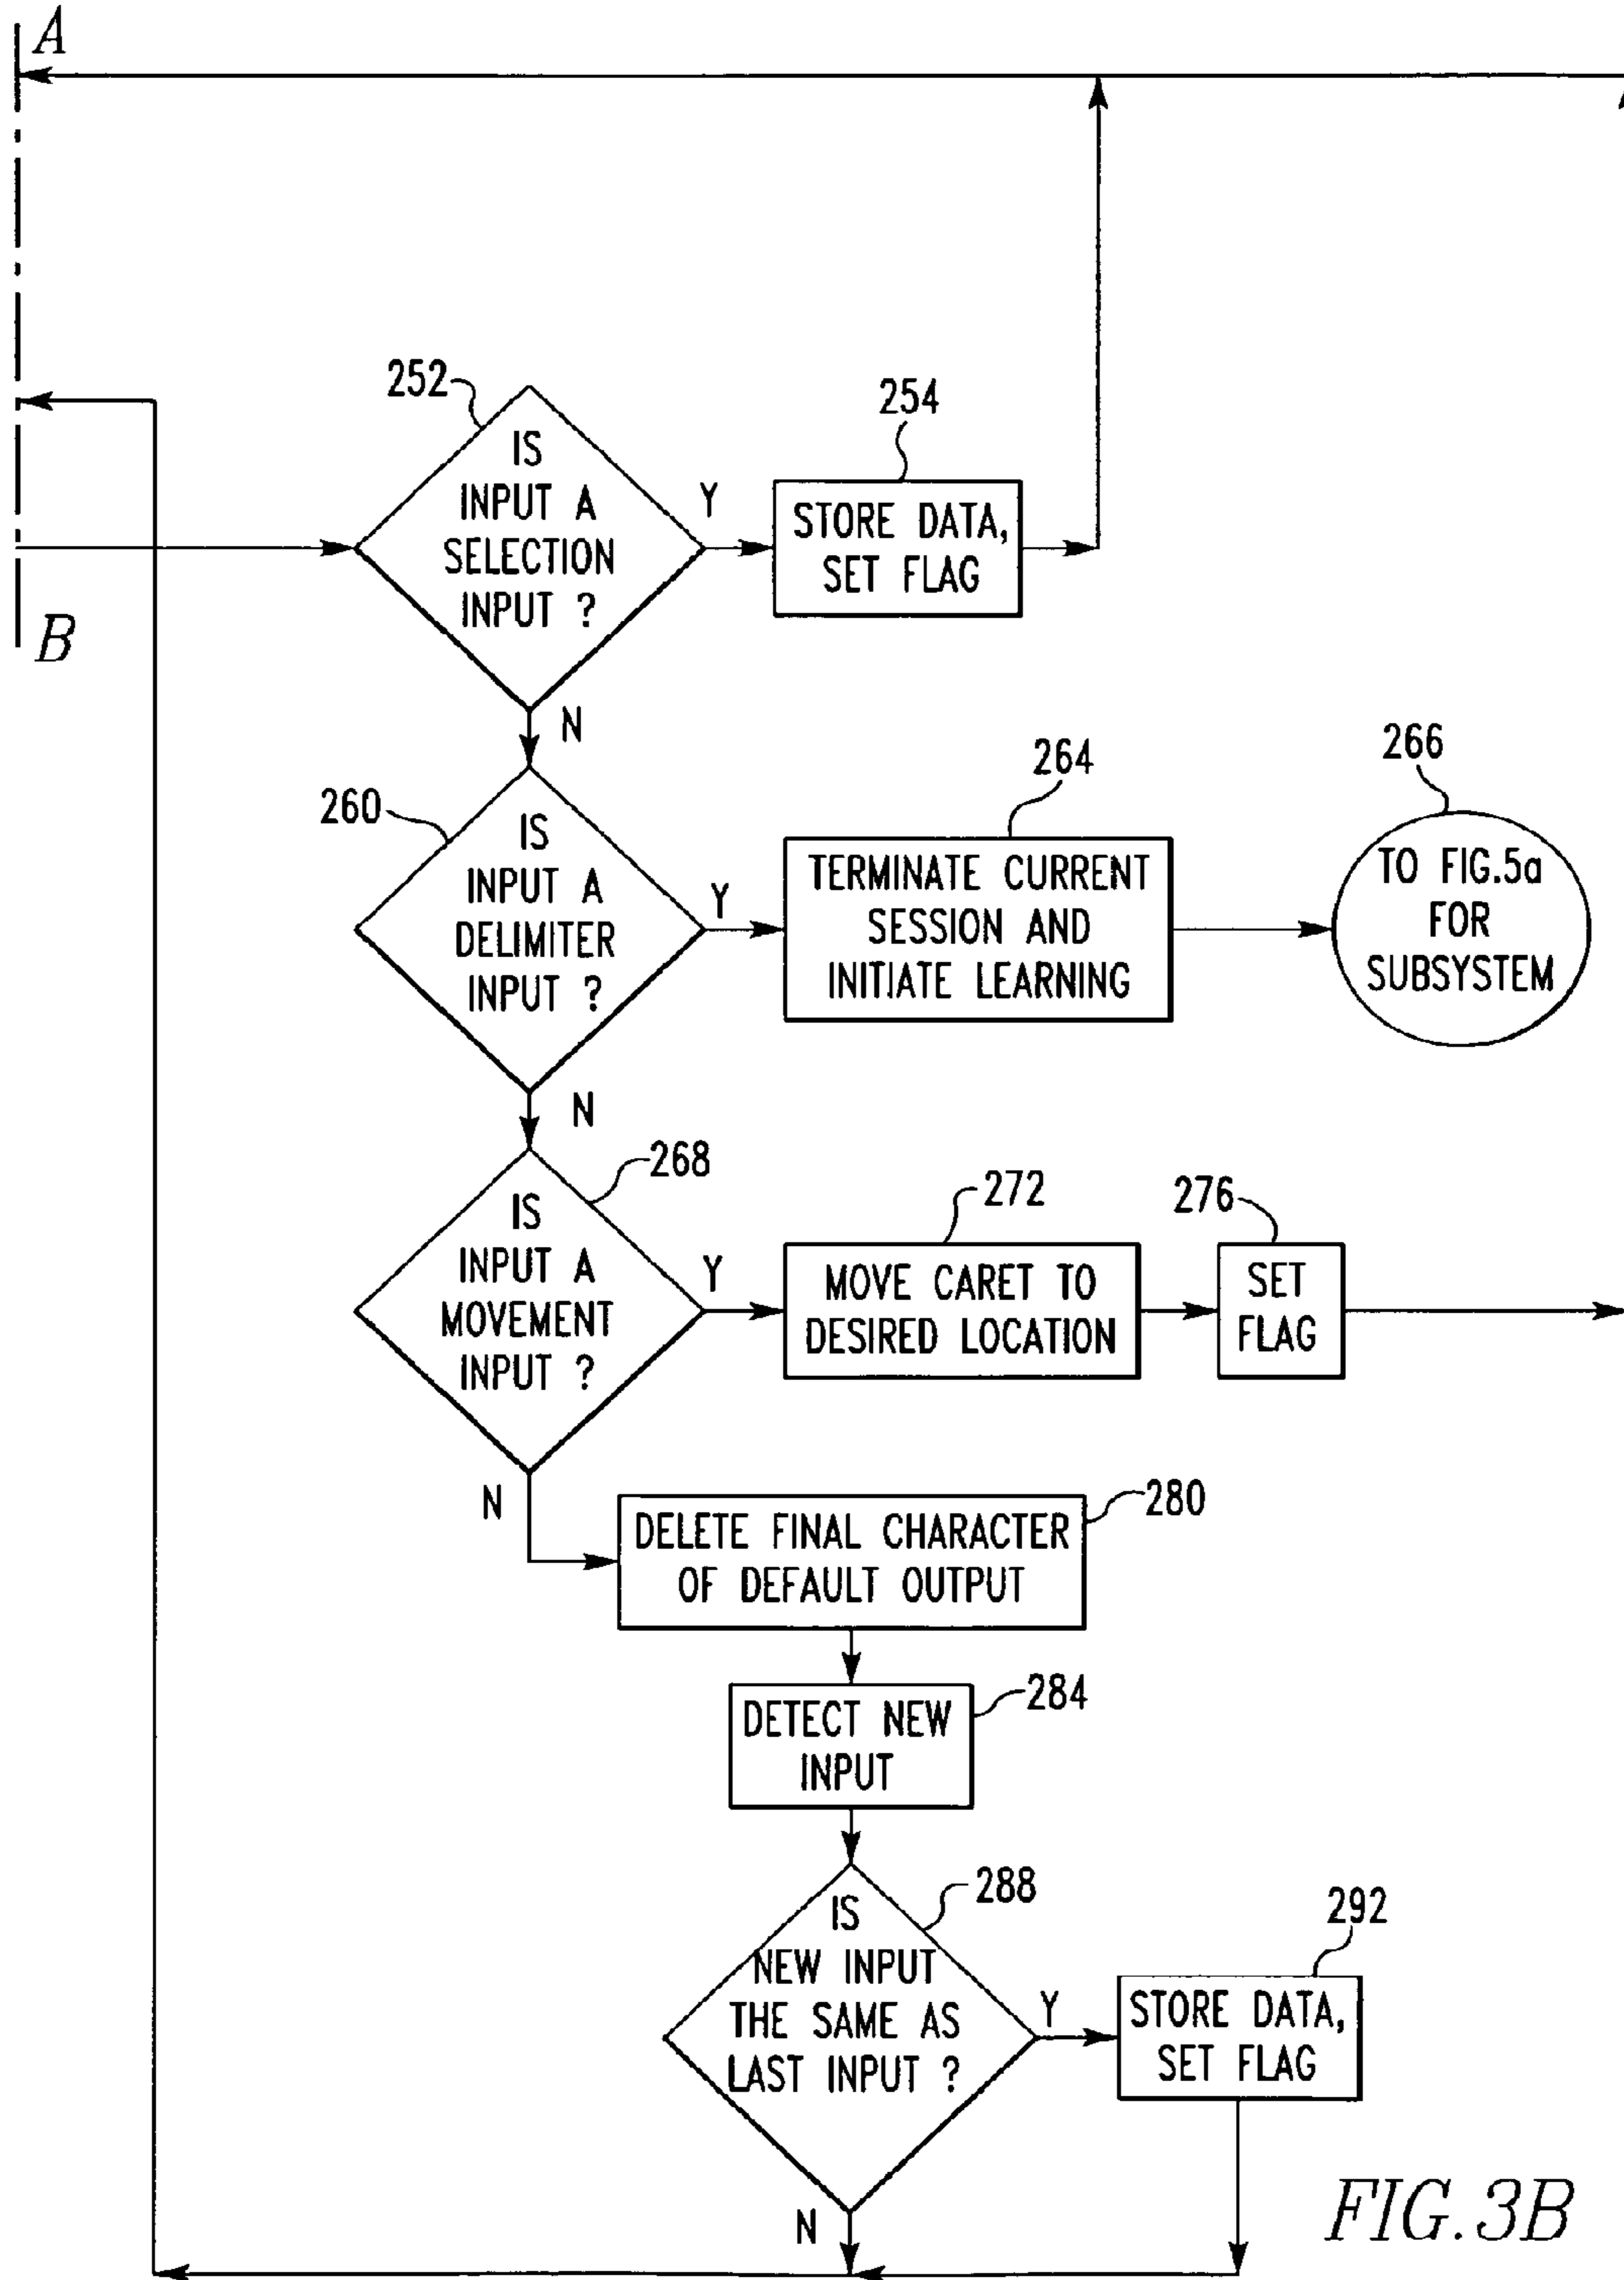 A
252
IS
INPUT A
SELECTION
INPUT ?
Y
254
STORE DATA,
SET FLAG
B
N
260
IS
INPUT A
DELIMITER
INPUT ?
Y
264
TERMINATE CURRENT
SESSION AND
INITIATE LEARNING
266
TO FIG.5a
FOR
SUBSYSTEM
N
268
IS
INPUT A
MOVEMENT
INPUT ?
Y
272
MOVE CARET TO
DESIRED LOCATION
276
SET
FLAG
N
280
DELETE FINAL CHARACTER
OF DEFAULT OUTPUT
284
DETECT NEW
INPUT
288
IS
NEW INPUT
THE SAME AS
LAST INPUT ?
Y
292
STORE DATA,
SET FLAG
N
FIG.3B